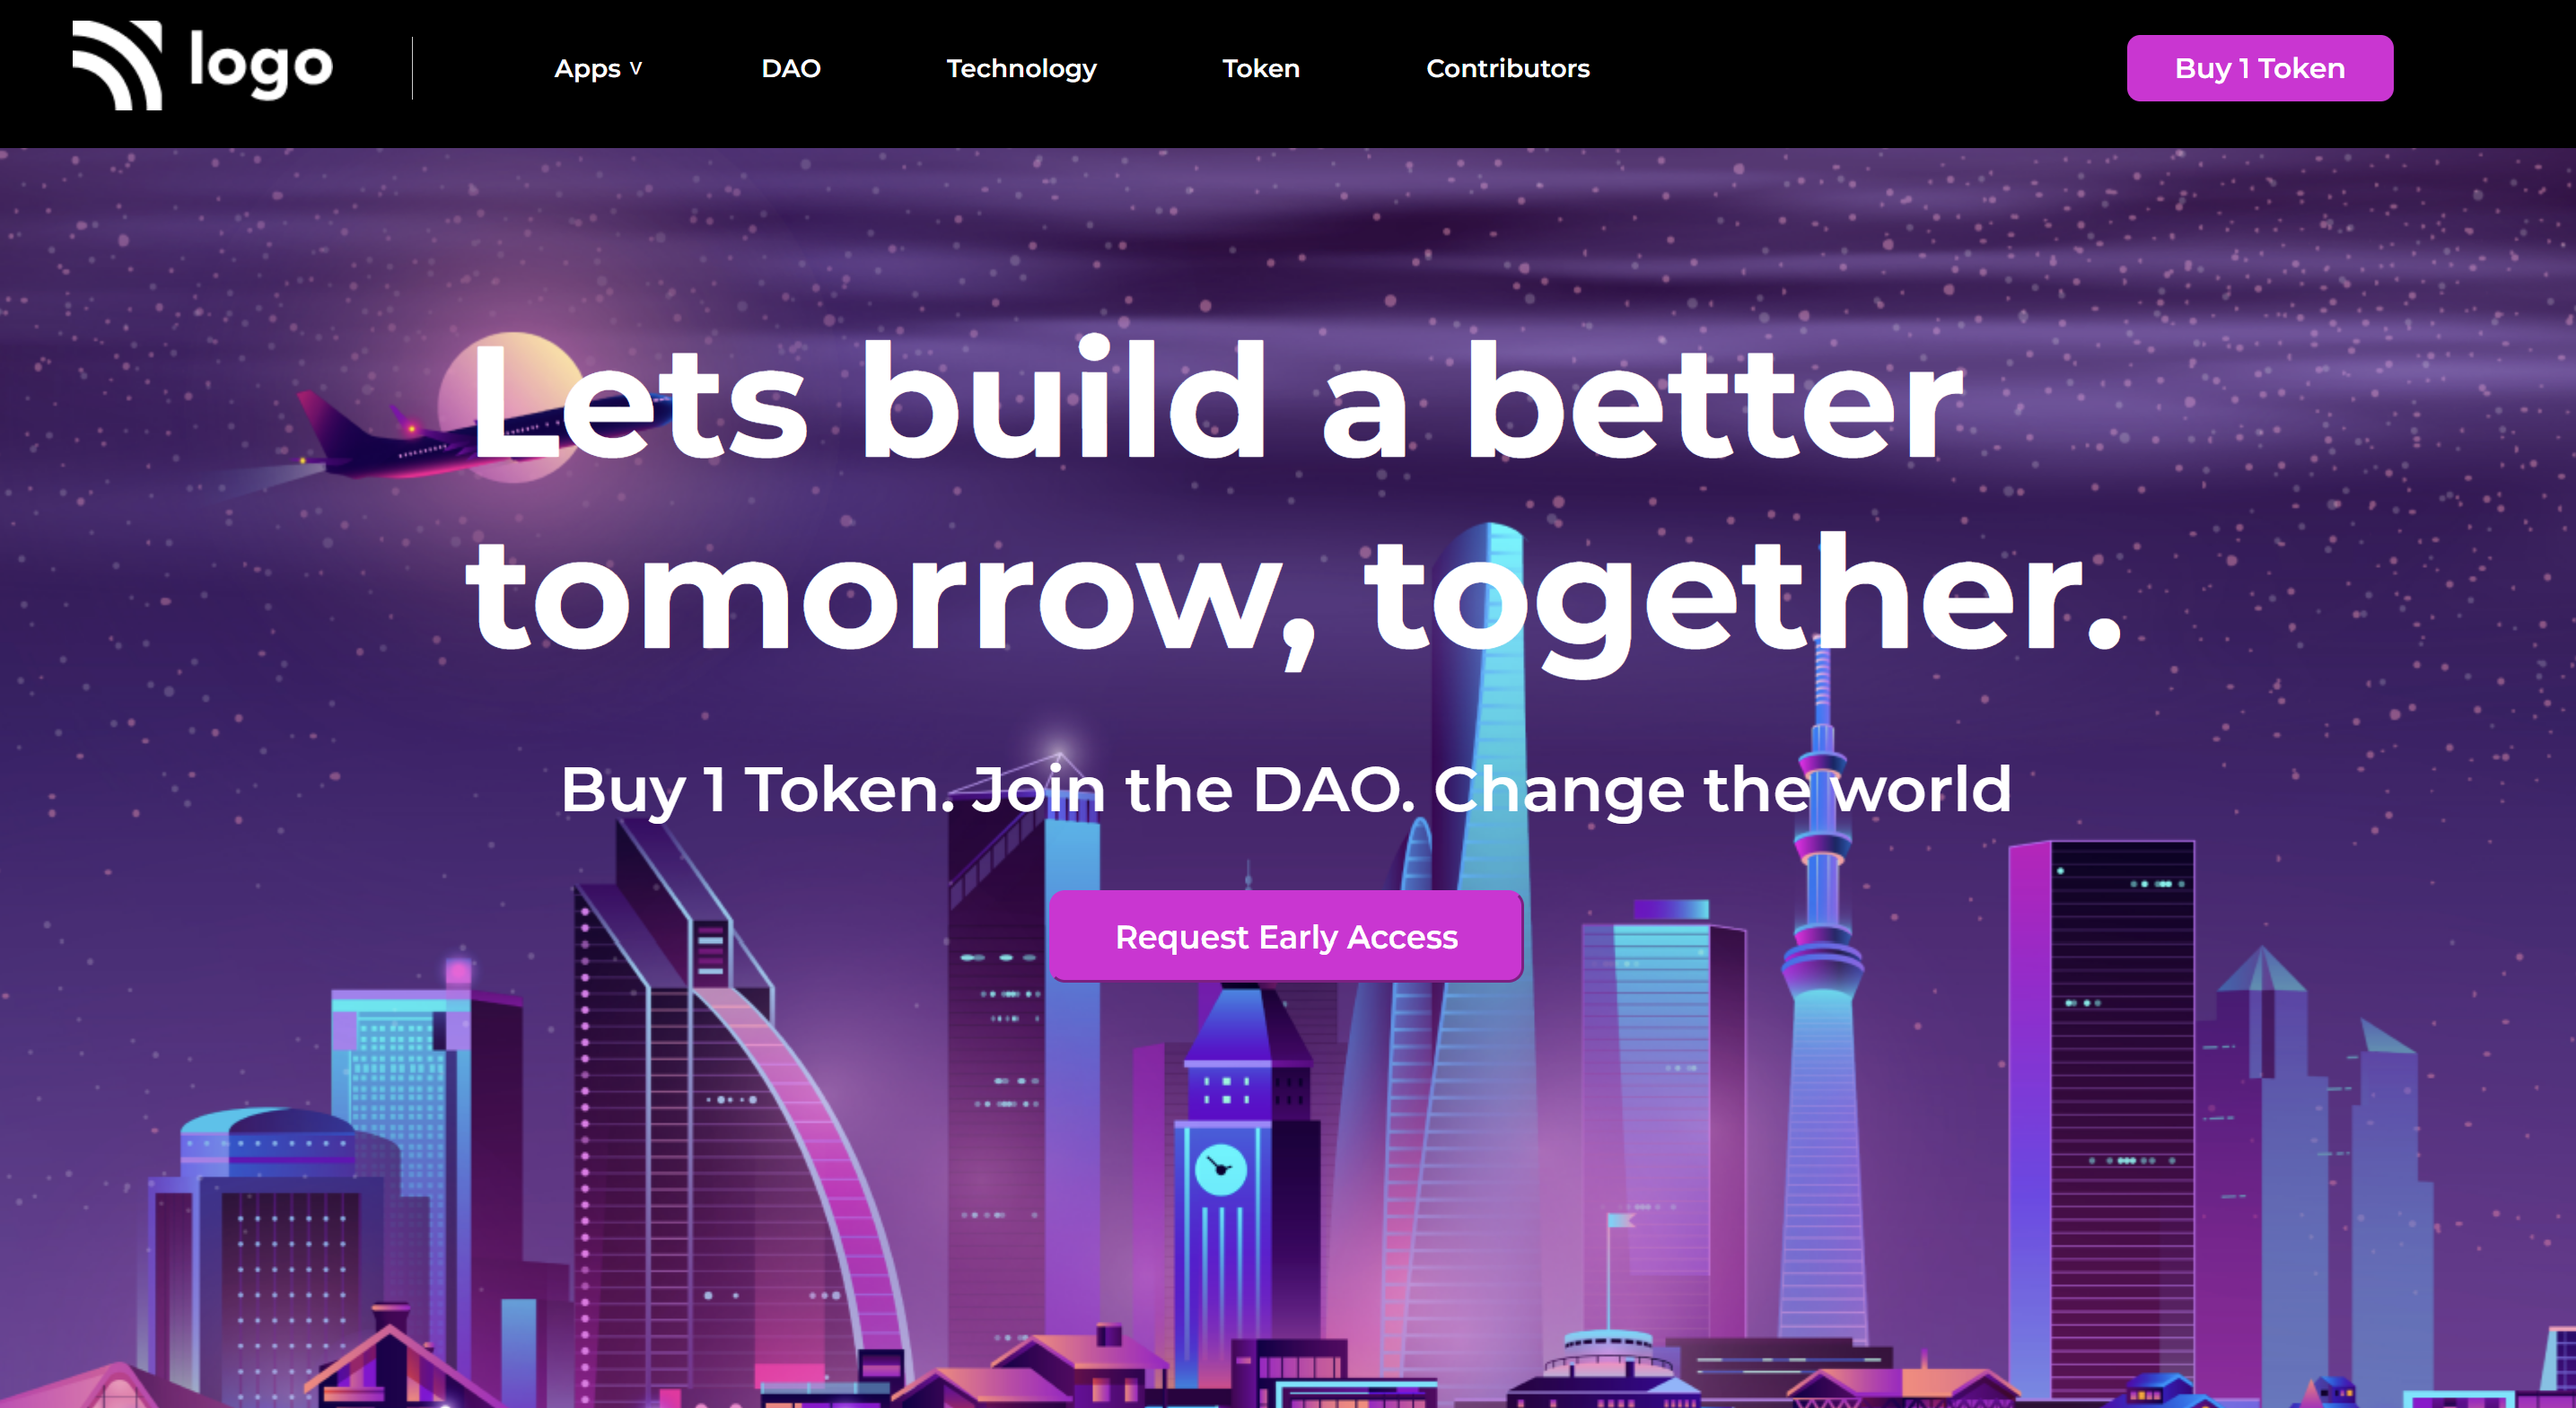 logo
Apps v
DAO
Technology
Token
Contributors
Buy 1 Token
Lets build a better
tomorrow, together.
Buy 1 Token. Join the DAO. Change the world
Request Early Access